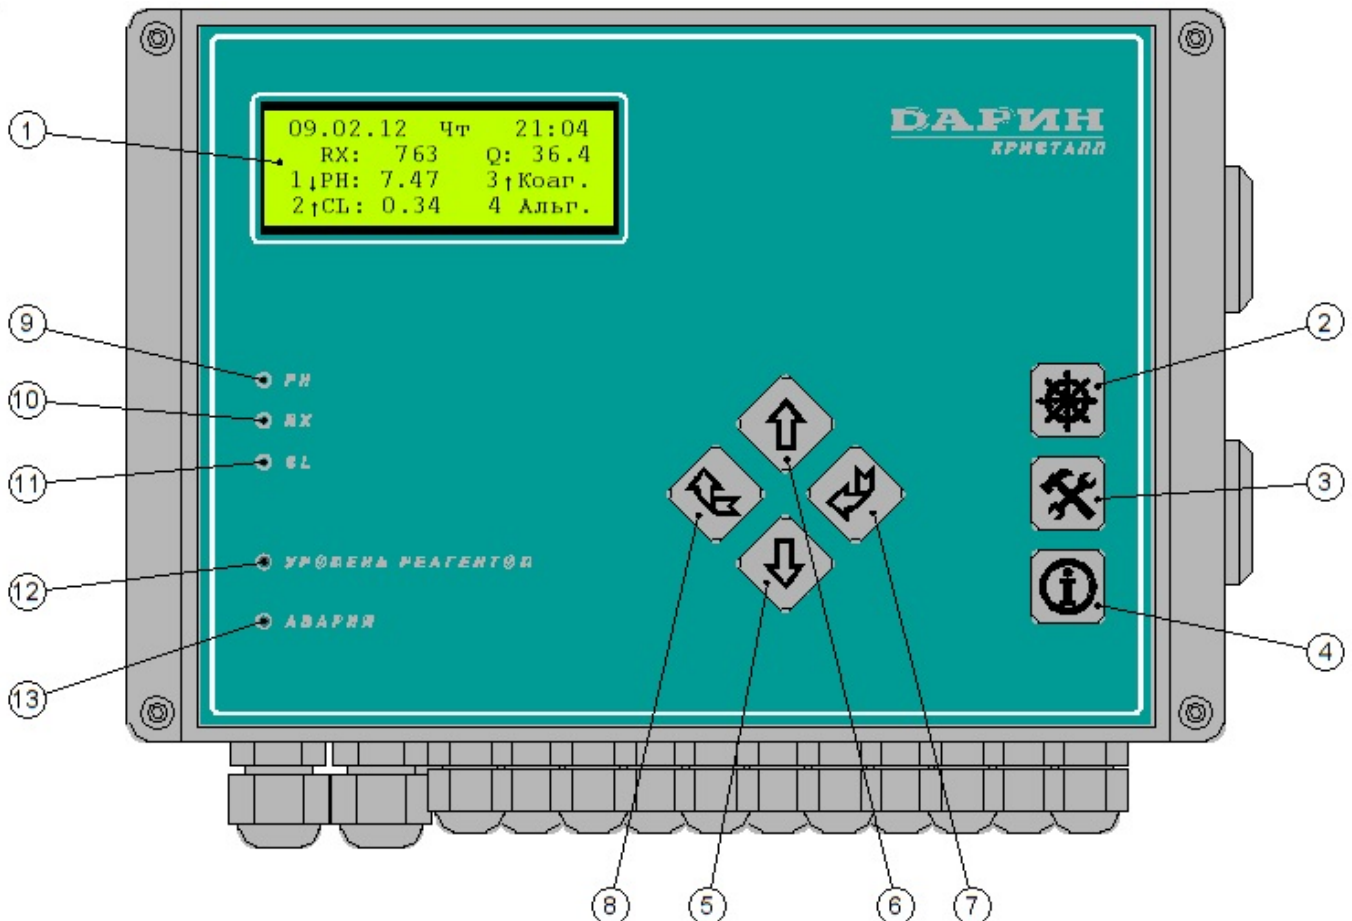 ДАРИН
КРИСТАЛЛ
09.02.12 Чт 21:04
RX: 763 Q: 36.4
1↓PH: 7.47 3↑Коаг.
2↑CL: 0.34 4 Альг.
1
9
PH
10
RX
11
CL
12
УРОВЕНЬ РЕАГЕНТОВ
13
АВАРИЯ
2
3
4
8
5
6
7